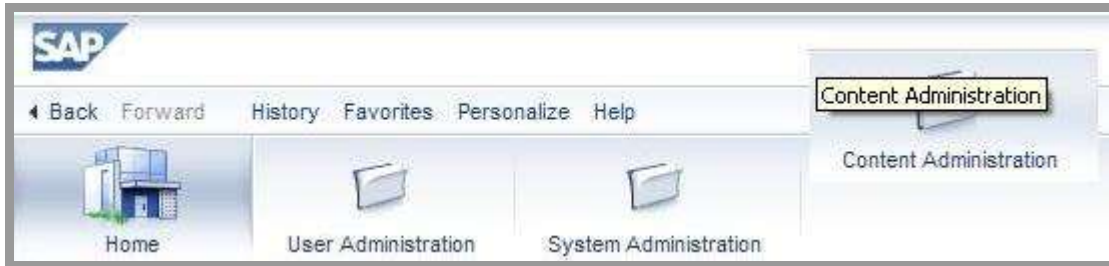 SAP
Back Forward History Favorites Personalize Help
Content Administration
Content Administration
Home User Administration System Administration